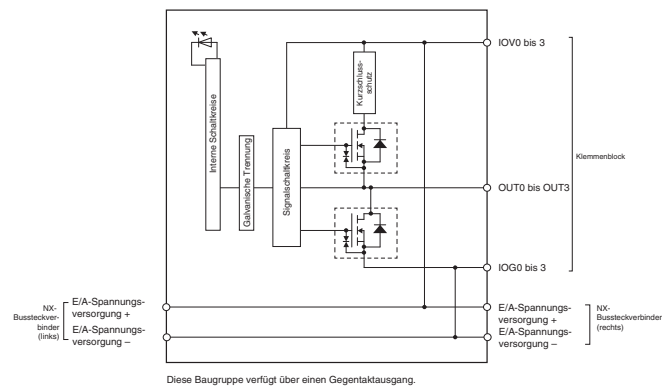 IOV0 bis 3
Kurzschluss-
schutz
Interne Schaltkreise
Galvanische Trennung
Signalschaltkreis
Klemmenblock
OUT0 bis OUT3
IOG0 bis 3
NX-
Bussteckver-
binder
(links)
E/A-Spannungs-
versorgung +
E/A-Spannungs-
versorgung –
E/A-Spannungs-
versorgung +
E/A-Spannungs-
versorgung –
NX-
Bussteckverbinder
(rechts)
Diese Baugruppe verfügt über einen Gegentaktausgang.